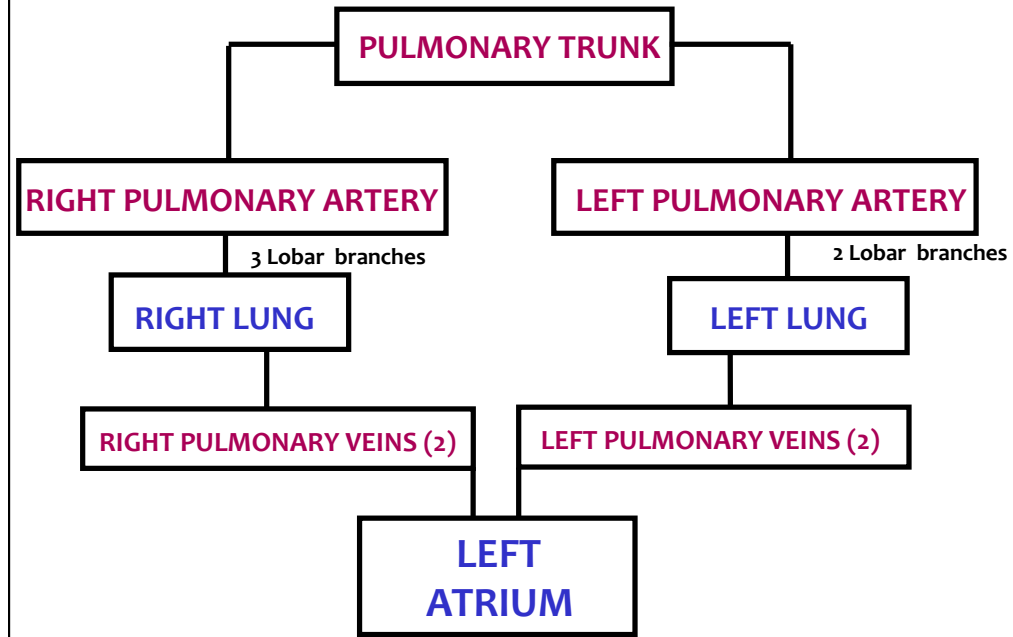 PULMONARY TRUNK
RIGHT PULMONARY ARTERY
LEFT PULMONARY ARTERY
3 Lobar branches
2 Lobar branches
RIGHT LUNG
LEFT LUNG
RIGHT PULMONARY VEINS (2)
LEFT PULMONARY VEINS (2)
LEFT
ATRIUM